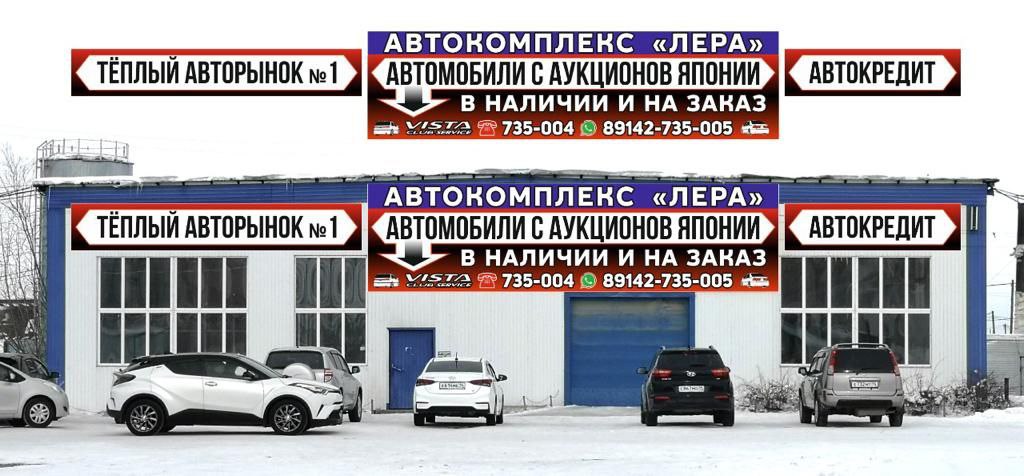 АВТОКОМПЛЕКС «ЛЕРА»
ТЁПЛЫЙ АВТОРЫНОК №1
АВТОМОБИЛИ С АУКЦИОНОВ ЯПОНИИ
АВТОКРЕДИТ
В НАЛИЧИИ И НА ЗАКАЗ
VISTA
CLUB SERVICE
735-004
89142-735-005
АВТОКОМПЛЕКС «ЛЕРА»
ТЁПЛЫЙ АВТОРЫНОК №1
АВТОМОБИЛИ С АУКЦИОНОВ ЯПОНИИ
АВТОКРЕДИТ
В НАЛИЧИИ И НА ЗАКАЗ
VISTA
CLUB SERVICE
735-004
89142-735-005